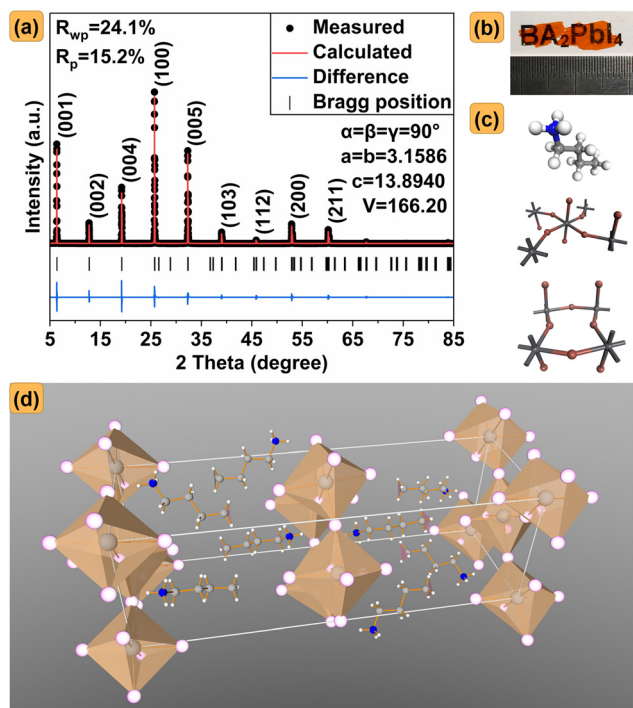 (a)
R_wp=24.1%
R_p=15.2%
Measured
Calculated
Difference
Bragg position
α=β=γ=90°
a=b=3.1586
c=13.8940
V=166.20
(001)
(002)
(004)
(100)
(005)
(103)
(112)
(200)
(211)
Intensity (a.u.)
5 15 25 35 45 55 65 75 85
2 Theta (degree)
(b)
BA₂PbI₄
(c)
(d)